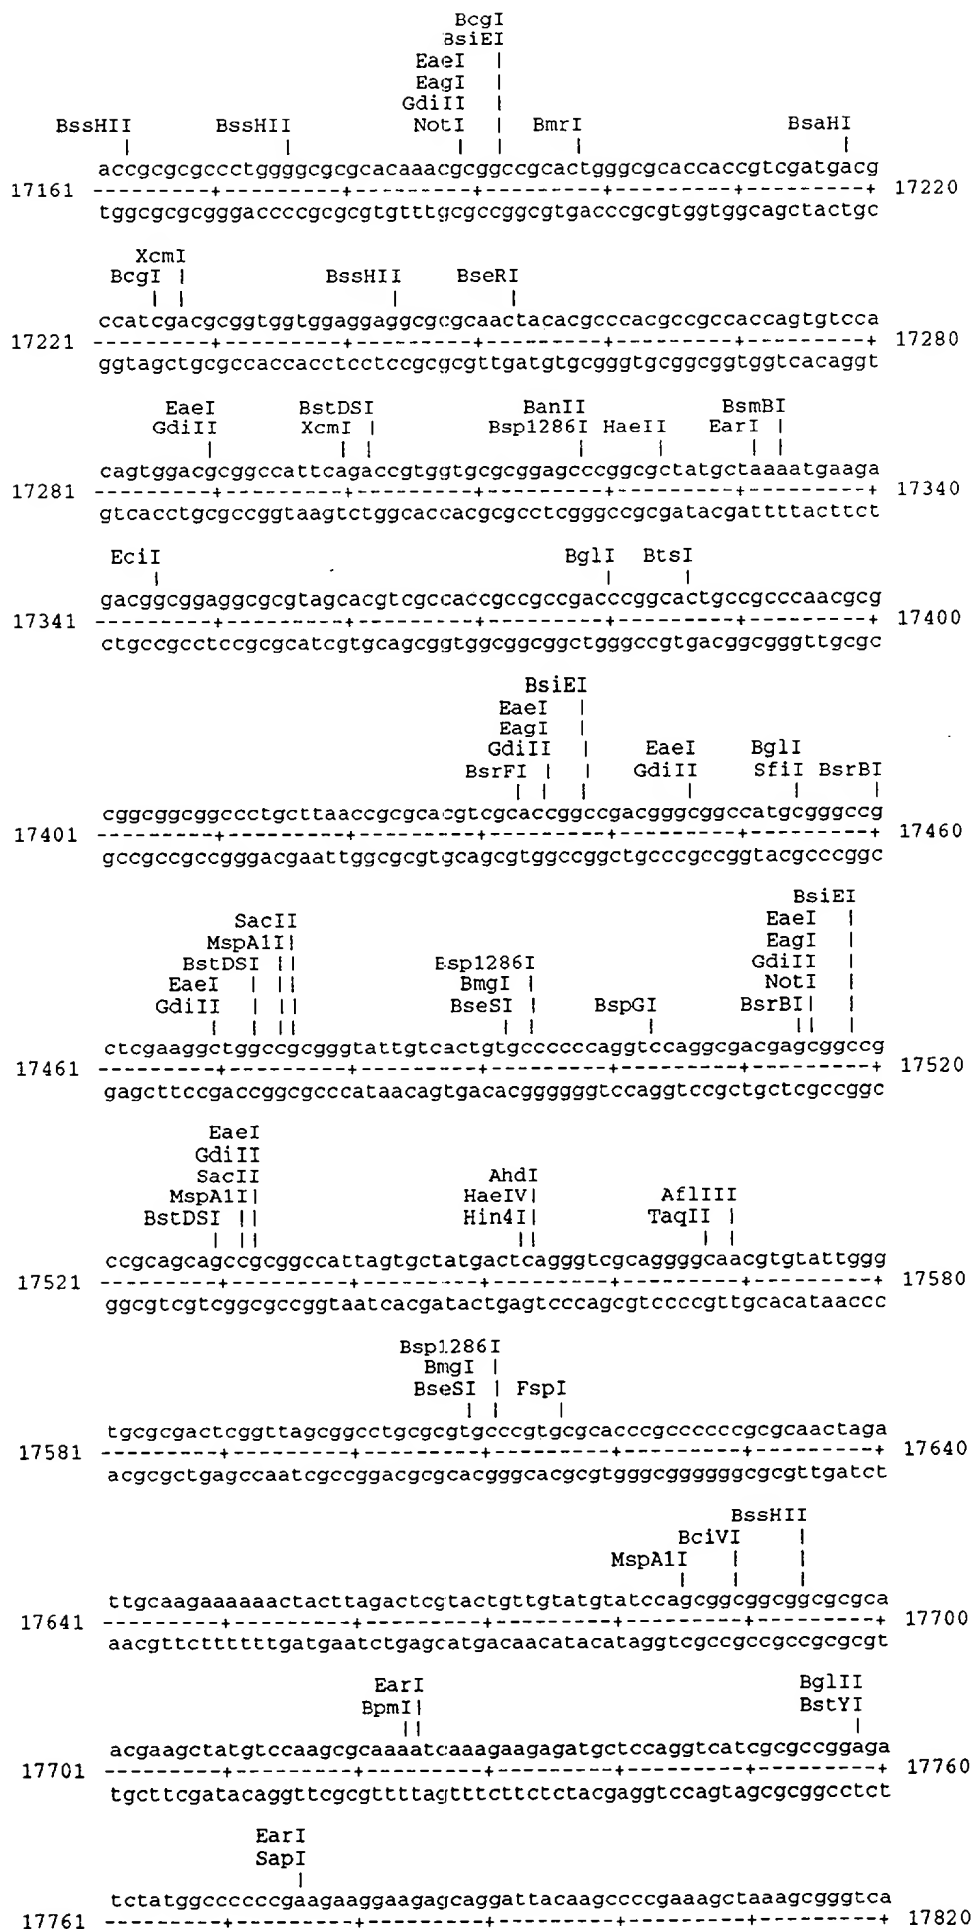 BcgI
BsiEI
EaeI |
EagI |
GdiII |
BssHII BssHII NotI | BmrI BsaHI
| | | | | |
accgcgcgccctggggcgcgcacaaacgcggccgcactgggcgcaccaccgtcgatgacg
17161 ---------+---------+---------+---------+---------+---------+ 17220
tggcgcgcgggaccccgcgcgtgtttgcgccggcgtgacccgcgtggtggcagctactgc
XcmI
BcgI | BssHII BseRI
| | | |
ccatcgacgcggtggtggaggaggcgcgcaactacacgcccacgccgccaccagtgtcca
17221 ---------+---------+---------+---------+---------+---------+ 17280
ggtagctgcgccaccacctcctccgcgcgttgatgtgcgggtgcggcggtggtcacaggt
EaeI BstDSI BanII BsmBI
GdiII XcmI | Bsp1286I HaeII EarI |
| | | | | | |
cagtggacgcggccattcagaccgtggtgcgcggagcccggcgctatgctaaaatgaaga
17281 ---------+---------+---------+---------+---------+---------+ 17340
gtcacctgcgccggtaagtctggcaccacgcgcctcgggccgcgatacgattttacttct
EciI BglI BtsI
| | |
gacggcggaggcgcgtagcacgtcgccaccgccgccgacccggcactgccgcccaacgcg
17341 ---------+---------+---------+---------+---------+---------+ 17400
ctgccgcctccgcgcatcgtgcagcggtggcggcggctgggccgtgacggcgggttgcgc
BsiEI
EaeI |
EagI |
GdiII | EaeI BglI
BsrFI | | GdiII SfiI BsrBI
| | | | | |
cggcggcggccctgcttaaccgcgcacgtcgcaccggccgacgggcggccatgcgggccg
17401 ---------+---------+---------+---------+---------+---------+ 17460
gccgccgccgggacgaattggcgcgtgcagcgtggccggctgcccgccggtacgcccggc
BsiEI
SacII EaeI |
MspA1I| EagI |
BstDSI || Bsp1286I GdiII |
EaeI | || BmgI | NotI |
GdiII | || BseSI | BspGI BsrBI| |
| | || | | | || |
ctcgaaggctggccgcgggtattgtcactgtgccccccaggtccaggcgacgagcggccg
17461 ---------+---------+---------+---------+---------+---------+ 17520
gagcttccgaccggcgcccataacagtgacacggggggtccaggtccgctgctcgccggc
EaeI
GdiII
SacII AhdI
MspA1I| HaeIV| AflIII
BstDSI || Hin4I| TaqII |
| || || | |
ccgcagcagccgcggccattagtgctatgactcagggtcgcaggggcaacgtgtattggg
17521 ---------+---------+---------+---------+---------+---------+ 17580
ggcgtcgtcggcgccggtaatcacgatactgagtcccagcgtccccgttgcacataaccc
Bsp1286I
BmgI |
BseSI | FspI
| | |
tgcgcgactcggttagcggcctgcgcgtgcccgtgcgcacccgccccccgcgcaactaga
17581 ---------+---------+---------+---------+---------+---------+ 17640
acgcgctgagccaatcgccggacgcgcacgggcacgcgtgggcggggggcgcgttgatct
BssHII
BciVI |
MspA1I | |
| | |
ttgcaagaaaaaactacttagactcgtactgttgtatgtatccagcggcggcggcgcgca
17641 ---------+---------+---------+---------+---------+---------+ 17700
aacgttcttttttgatgaatctgagcatgacaacatacataggtcgccgccgccgcgcgt
EarI BglII
BpmI| BstYI
|| |
acgaagctatgtccaagcgcaaaatcaaagaagagatgctccaggtcatcgcgccggaga
17701 ---------+---------+---------+---------+---------+---------+ 17760
tgcttcgatacaggttcgcgttttagtttcttctctacgaggtccagtagcgcggcctct
EarI
SapI
|
tctatggccccccgaagaaggaagagcaggattacaagccccgaaagctaaagcgggtca
17761 ---------+---------+---------+---------+---------+---------+ 17820